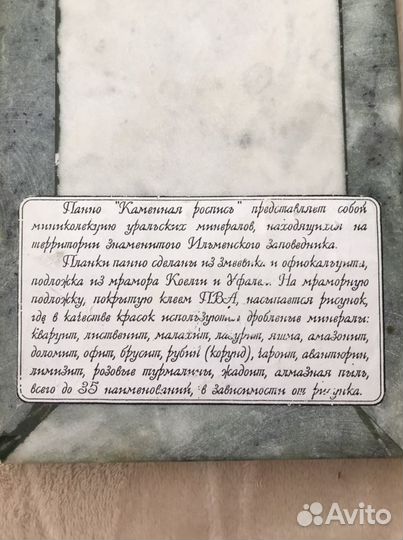 Панно "Каменная роспись" представляет собой
миниколекцию уральских минералов, находящихся на
территории знаменитого Ильменского заповедника.
Планки панно сделаны из змеевика и офиокальцита,
подложка из мрамора Коелги и Уфалея. На мраморную
подложку, покрытую клеем ПВА, насыпается рисунок,
где в качестве красок используются дробленые минералы:
кварцит, лиственит, малахит, лазурит, яшма, амазонит,
доломит, офит, брусит, рубин (корунд), чароит, авантюрин,
лимизит, розовые турмалины, жадеит, алмазная пыль,
всего до 35 наименований, в зависимости от рисунка.
Avito